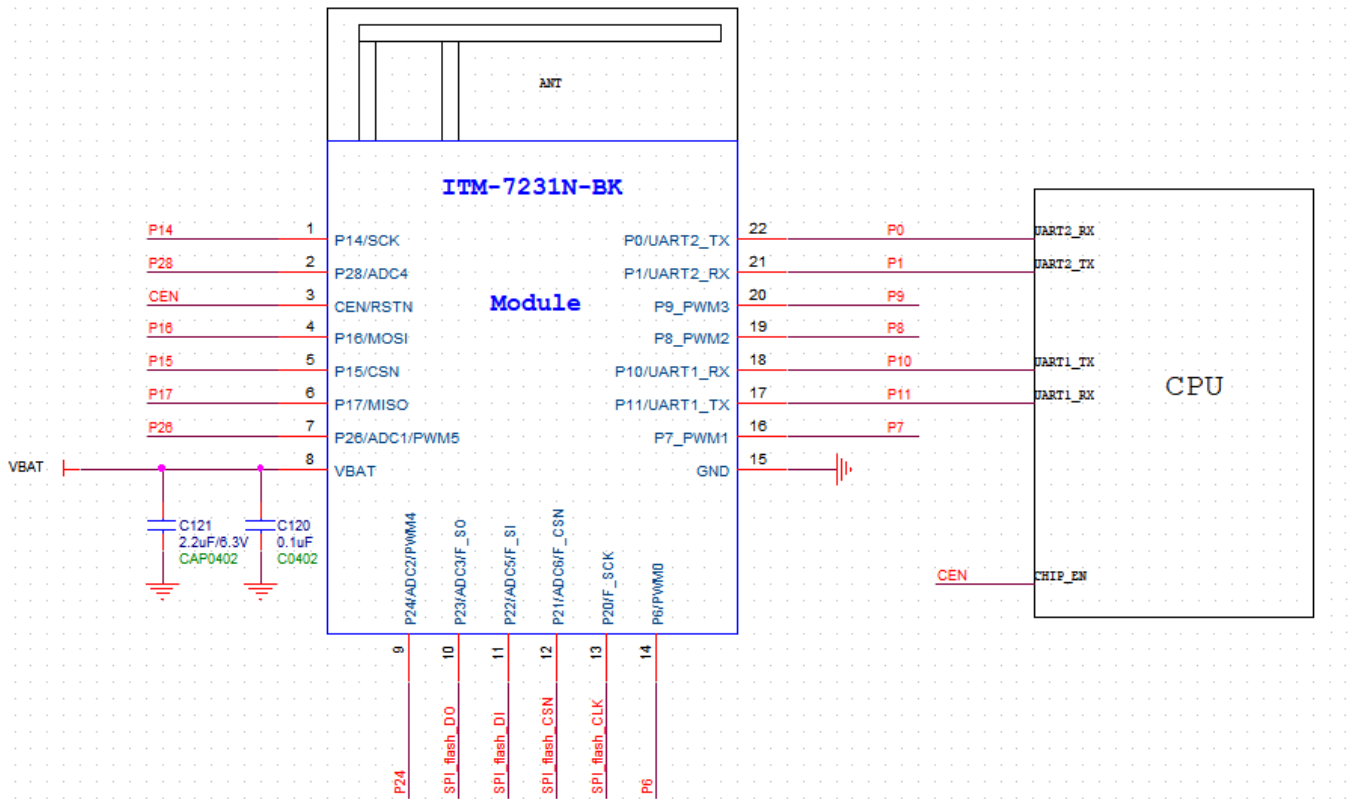 ANT
ITM-7231N-BK
Module
P14 1 P14/SCK
P28 2 P28/ADC4
CEN 3 CEN/RSTN
P16 4 P16/MOSI
P15 5 P15/CSN
P17 6 P17/MISO
P26 7 P26/ADC1/PWM5
VBAT 8 VBAT
C121
2.2uF/6.3V
CAP0402
C120
0.1uF
C0402
P0/UART2_TX 22 P0 UART2_RX
P1/UART2_RX 21 P1 UART2_TX
P9_PWM3 20 P9
P8_PWM2 19 P8
P10/UART1_RX 18 P10 UART1_TX
P11/UART1_TX 17 P11 UART1_RX
P7_PWM1 16 P7
GND 15
CPU
CEN CHIP_EN
P24/ADC2/PWM4 9 P24
P23/ADC3/F_SO 10 SPI_flash_DO
P22/ADC5/F_SI 11 SPI_flash_DI
P21/ADC6/F_CSN 12 SPI_flash_CSN
P20/F_SCK 13 SPI_flash_CLK
P6/PWM0 14 P6